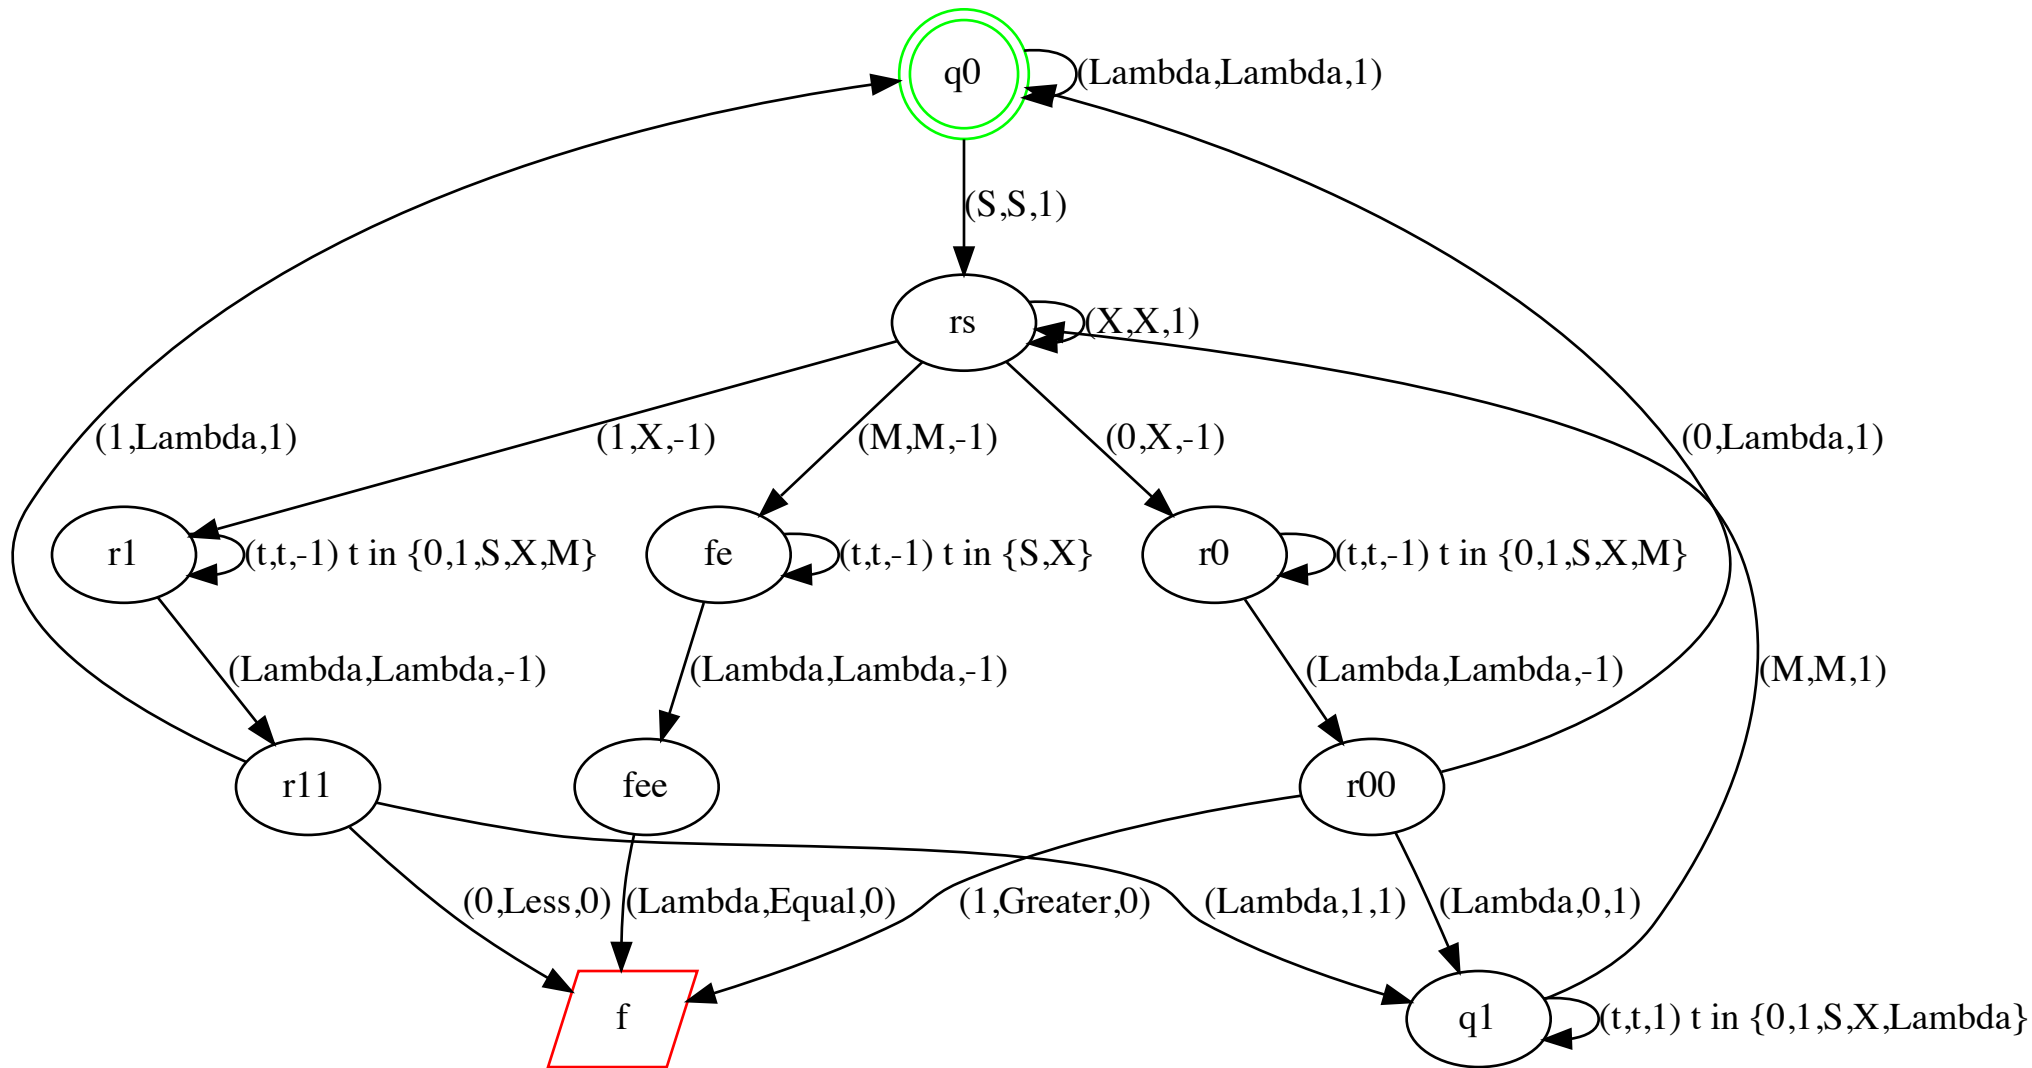 q0
(Lambda,Lambda,1)
(S,S,1)
rs
(X,X,1)
(1,Lambda,1)
(1,X,-1)
(M,M,-1)
(0,X,-1)
(0,Lambda,1)
r1
(t,t,-1) t in {0,1,S,X,M}
fe
(t,t,-1) t in {S,X}
r0
(t,t,-1) t in {0,1,S,X,M}
(Lambda,Lambda,-1)
(Lambda,Lambda,-1)
(Lambda,Lambda,-1)
(M,M,1)
r11
fee
r00
(0,Less,0)
(Lambda,Equal,0)
(1,Greater,0)
(Lambda,1,1)
(Lambda,0,1)
f
q1
(t,t,1) t in {0,1,S,X,Lambda}